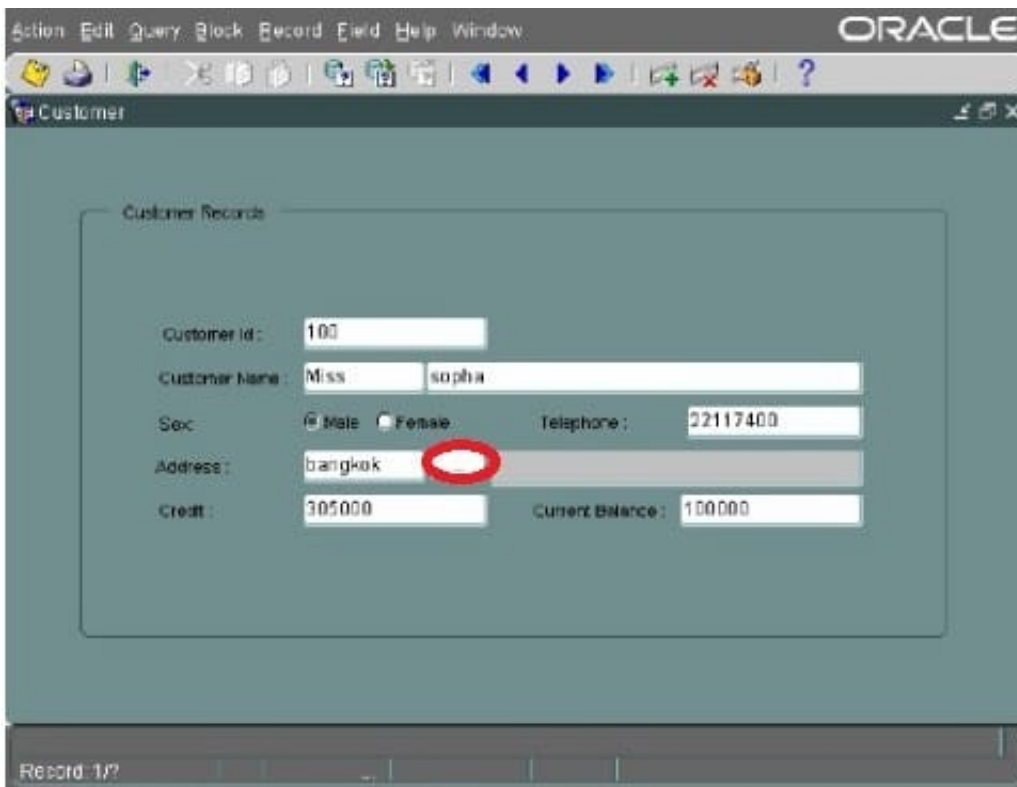 Action Edit Query Block Record Field Help Window ORACLE
Customer
Customer Records
Customer Id : 100
Customer Name : Miss sopha
Sex: Male Female Telephone : 22117400
Address : bangkok
Credit : 305000 Current Balance : 100000
Record: 1/?